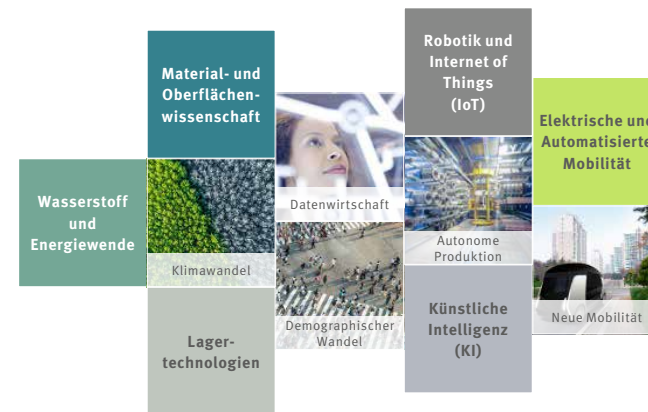 Material- und
Oberflächen-
wissenschaft
Robotik und
Internet of
Things
(IoT)
Elektrische und
Automatisierte
Mobilität
Wasserstoff
und
Energiewende
Klimawandel
Datenwirtschaft
Autonome
Produktion
Lager-
technologien
Demographischer
Wandel
Künstliche
Intelligenz
(KI)
Neue Mobilität